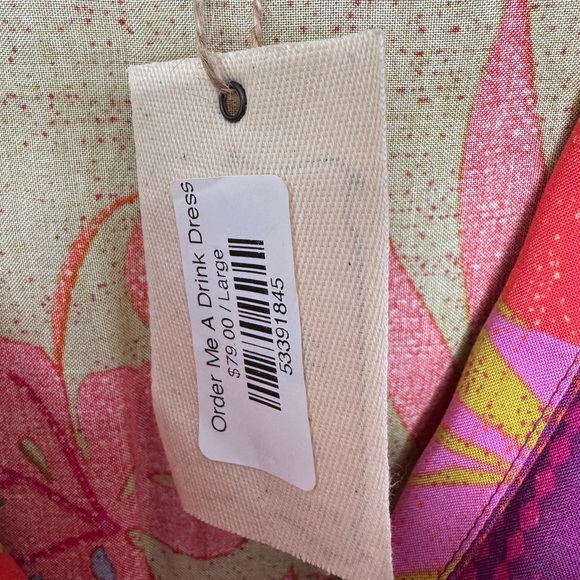 Order Me A Drink Dress
$79.00 / Large
53391845